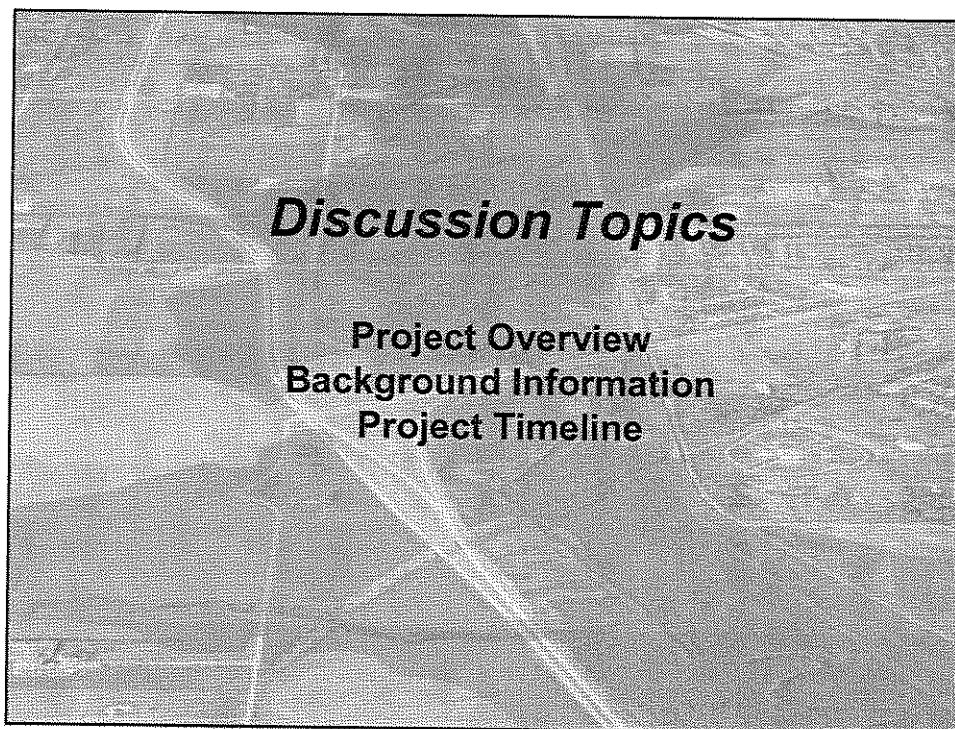 Discussion Topics
Project Overview
Background Information
Project Timeline